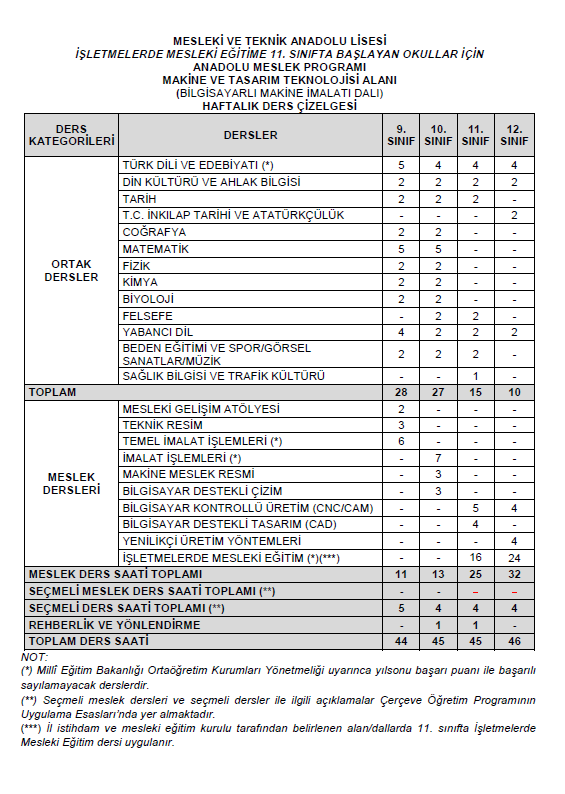 MESLEKİ VE TEKNİK ANADOLU LİSESİ
İŞLETMELERDE MESLEKİ EĞİTİME 11. SINIFTA BAŞLAYAN OKULLAR İÇİN
ANADOLU MESLEK PROGRAMI
MAKİNE VE TASARIM TEKNOLOJİSİ ALANI
(BİLGİSAYARLI MAKİNE İMALATI DALI)
HAFTALIK DERS ÇİZELGESİ
DERS KATEGORİLERİ DERSLER 9. SINIF 10. SINIF 11. SINIF 12. SINIF
ORTAK DERSLER
TÜRK DİLİ VE EDEBİYATI (*) 5 4 4 4
DİN KÜLTÜRÜ VE AHLAK BİLGİSİ 2 2 2 2
TARİH 2 2 2 -
T.C. İNKILAP TARİHİ VE ATATÜRKÇÜLÜK - - - 2
COĞRAFYA 2 2 - -
MATEMATİK 5 5 - -
FİZİK 2 2 - -
KİMYA 2 2 - -
BİYOLOJİ 2 2 - -
FELSEFE - 2 2 -
YABANCI DİL 4 2 2 2
BEDEN EĞİTİMİ VE SPOR/GÖRSEL SANATLAR/MÜZİK 2 2 2 -
SAĞLIK BİLGİSİ VE TRAFİK KÜLTÜRÜ - - 1 -
TOPLAM 28 27 15 10
MESLEK DERSLERİ
MESLEKİ GELİŞİM ATÖLYESİ 2 - - -
TEKNİK RESİM 3 - - -
TEMEL İMALAT İŞLEMLERİ (*) 6 - - -
İMALAT İŞLEMLERİ (*) - 7 - -
MAKİNE MESLEK RESMİ - 3 - -
BİLGİSAYAR DESTEKLİ ÇİZİM - 3 - -
BİLGİSAYAR KONTROLLÜ ÜRETİM (CNC/CAM) - - 5 4
BİLGİSAYAR DESTEKLİ TASARIM (CAD) - - 4 -
YENİLİKÇİ ÜRETİM YÖNTEMLERİ - - - 4
İŞLETMELERDE MESLEKİ EĞİTİM (*)(***) - - 16 24
MESLEK DERS SAATİ TOPLAMI 11 13 25 32
SEÇMELİ MESLEK DERS SAATİ TOPLAMI (**) - - – –
SEÇMELİ DERS SAATİ TOPLAMI (**) 5 4 4 4
REHBERLİK VE YÖNLENDİRME - 1 1 -
TOPLAM DERS SAATİ 44 45 45 46
NOT:
(*) Millî Eğitim Bakanlığı Ortaöğretim Kurumları Yönetmeliği uyarınca yılsonu başarı puanı ile başarılı
sayılamayacak derslerdir.
(**) Seçmeli meslek dersleri ve seçmeli dersler ile ilgili açıklamalar Çerçeve Öğretim Programının
Uygulama Esasları'nda yer almaktadır.
(***) İl istihdam ve mesleki eğitim kurulu tarafından belirlenen alan/dallarda 11. sınıfta İşletmelerde
Mesleki Eğitim dersi uygulanır.